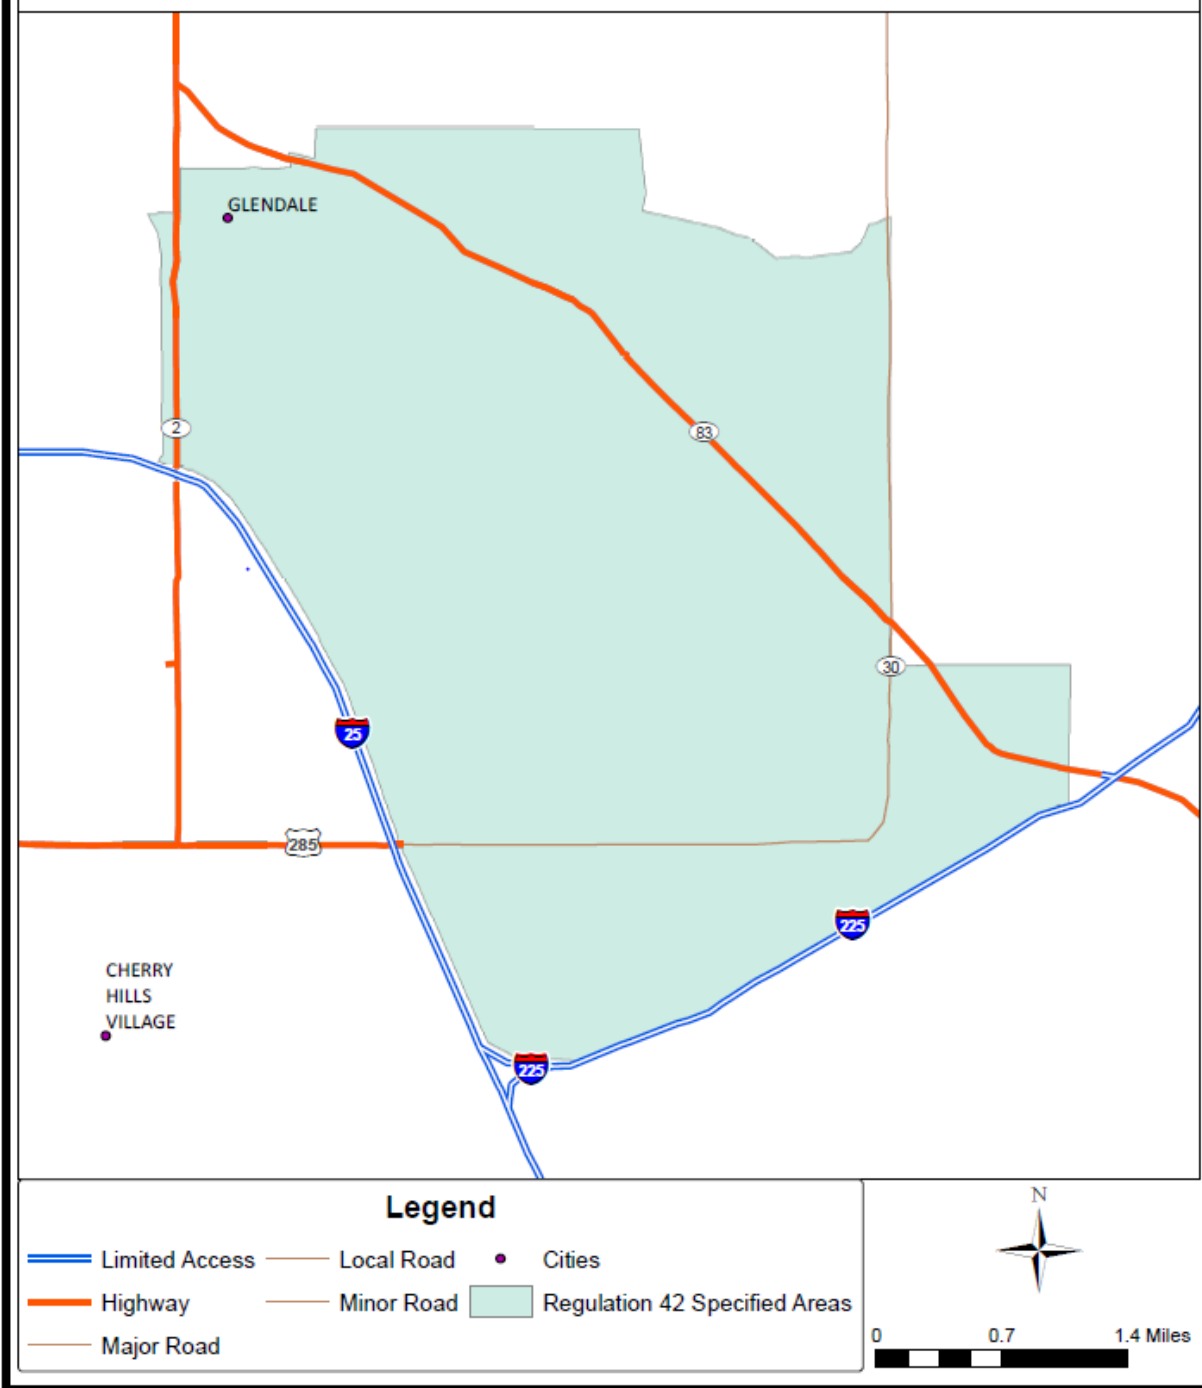 GLENDALE
2
83
30
25
285
225
CHERRY
HILLS
VILLAGE
225
Legend
Limited Access
Local Road
Cities
Highway
Minor Road
Regulation 42 Specified Areas
Major Road
N
0 0.7 1.4 Miles